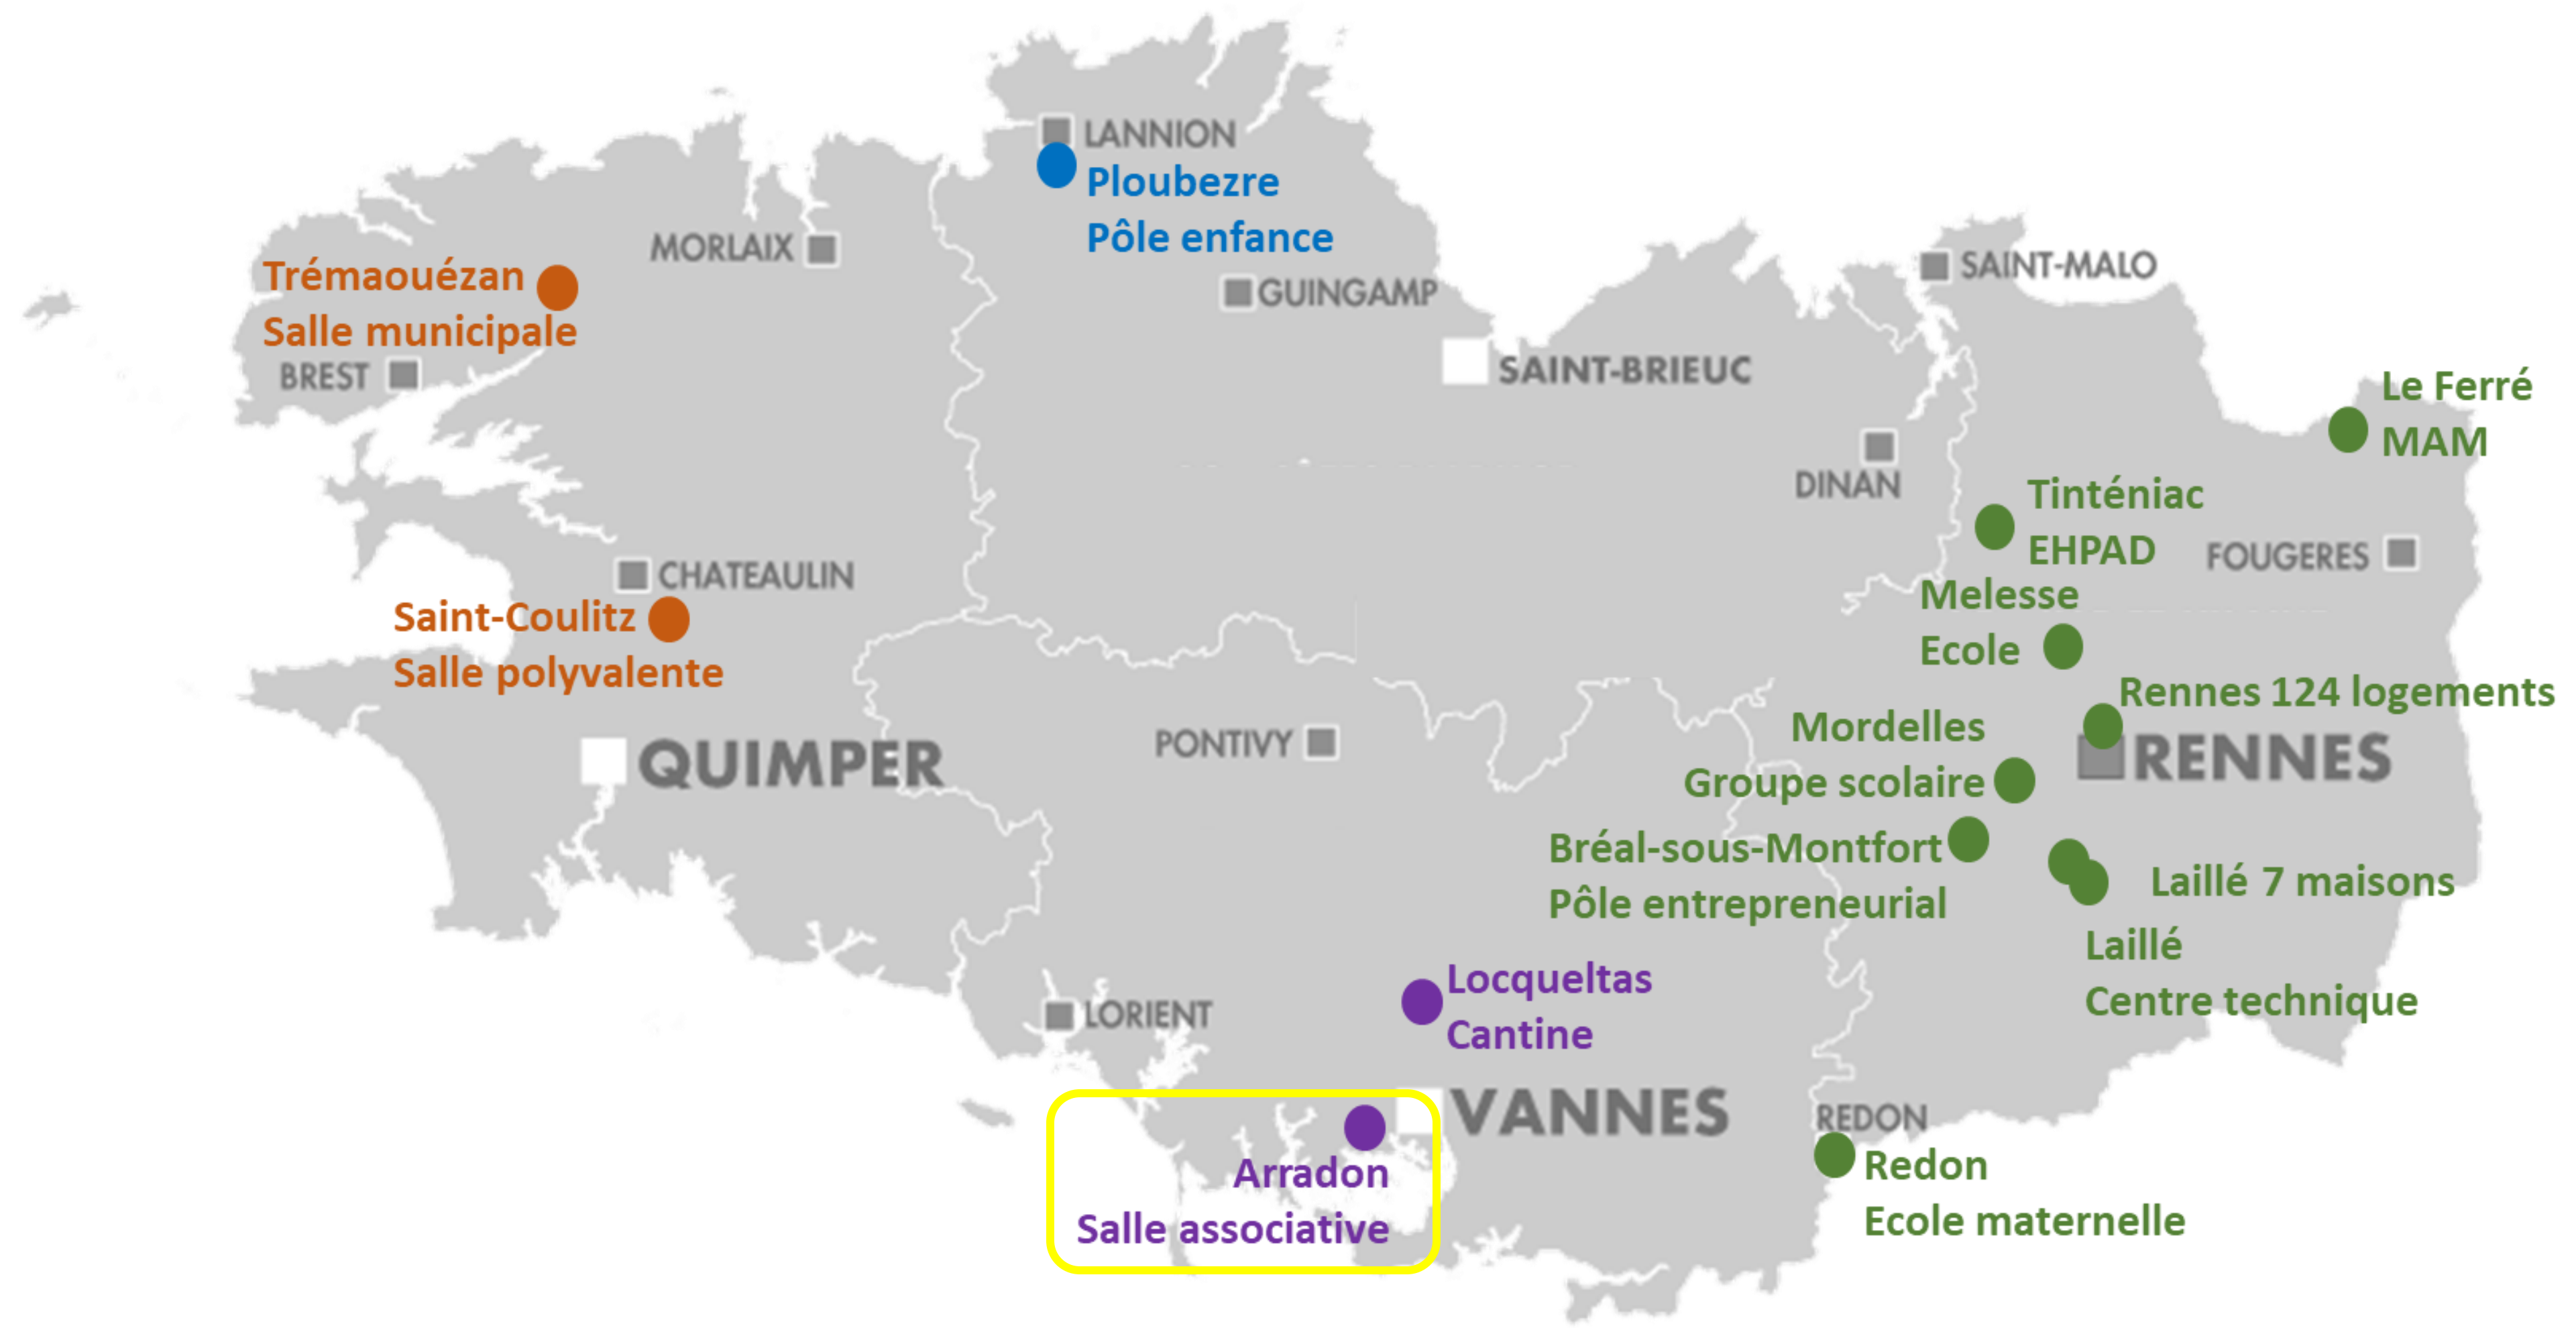 LANNION
Ploubezre
Pôle enfance
MORLAIX
Trémaouézan
Salle municipale
BREST
GUINGAMP
SAINT-BRIEUC
SAINT-MALO
DINAN
Le Ferré
MAM
Tinténiac
EHPAD
FOUGERES
Melesse
Ecole
CHATEAULIN
Saint-Coulitz
Salle polyvalente
QUIMPER
PONTIVY
Rennes 124 logements
RENNES
Mordelles
Groupe scolaire
Bréal-sous-Montfort
Pôle entrepreneurial
Laillé 7 maisons
Laillé
Centre technique
Locqueltas
Cantine
LORIENT
VANNES
Arradon
Salle associative
REDON
Redon
Ecole maternelle